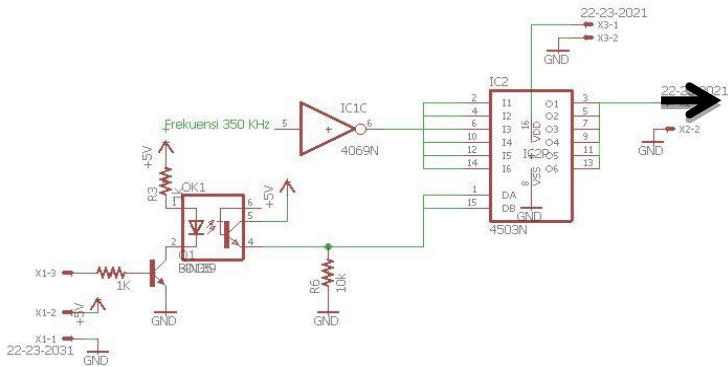 22-23-2021
X3-1
X3-2
GND
IC2
IC1C
Frekuensi 350 KHz
5
6
4069N
2
4
6
10
12
14
I1
I2
I3
I4
I5
I6
O1
O2
O3
O4
O5
O6
3
5
7
9
11
13
16
VDD
IC2P
VSS
8
GND
1
15
DA
DB
4503N
X2-2
GND
+5V
R3
1K
OK1
1
2
6
5
4
+5V
Q1
R6
10k
GND
X1-3
1K
GND
X1-2
+5V
X1-1
22-23-2031
GND